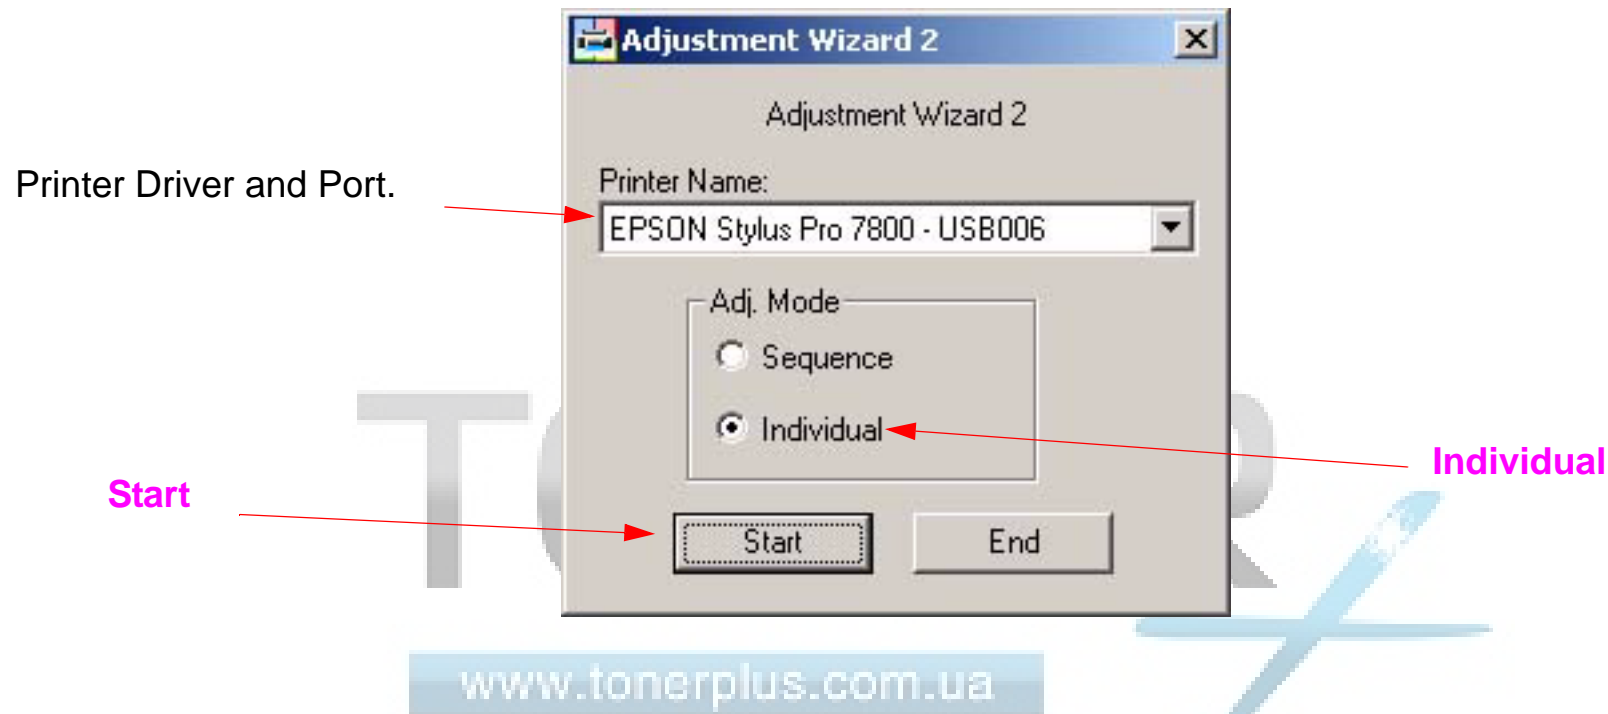 Adjustment Wizard 2
Adjustment Wizard 2
Printer Driver and Port.
Printer Name:
EPSON Stylus Pro 7800 - USB006
Adj. Mode
Sequence
Individual
Individual
Start
Start
End
www.tonerplus.com.ua